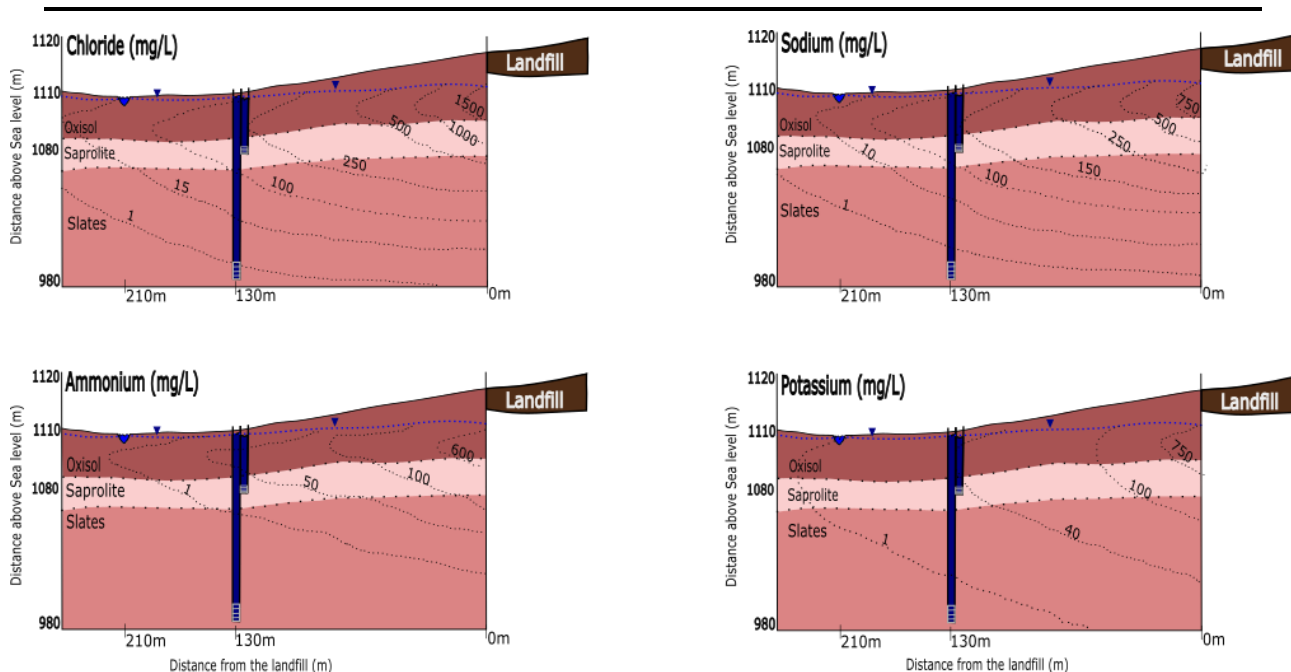 Chloride (mg/L)
1120
1110
1080
980
Distance above Sea level (m)
Oxisol
Saprolite
Slates
Landfill
1500
1000
500
250
100
15
1
210m
130m
0m
Sodium (mg/L)
1120
1110
1080
980
Distance above Sea level (m)
Oxisol
Saprolite
Slates
Landfill
750
500
250
150
100
10
1
210m
130m
0m
Ammonium (mg/L)
1120
1110
1080
980
Distance above Sea level (m)
Oxisol
Saprolite
Slates
Landfill
600
100
50
1
210m
130m
0m
Distance from the landfill (m)
Potassium (mg/L)
1120
1110
1080
980
Distance above Sea level (m)
Oxisol
Saprolite
Slates
Landfill
750
100
40
1
210m
130m
0m
Distance from the landfill (m)